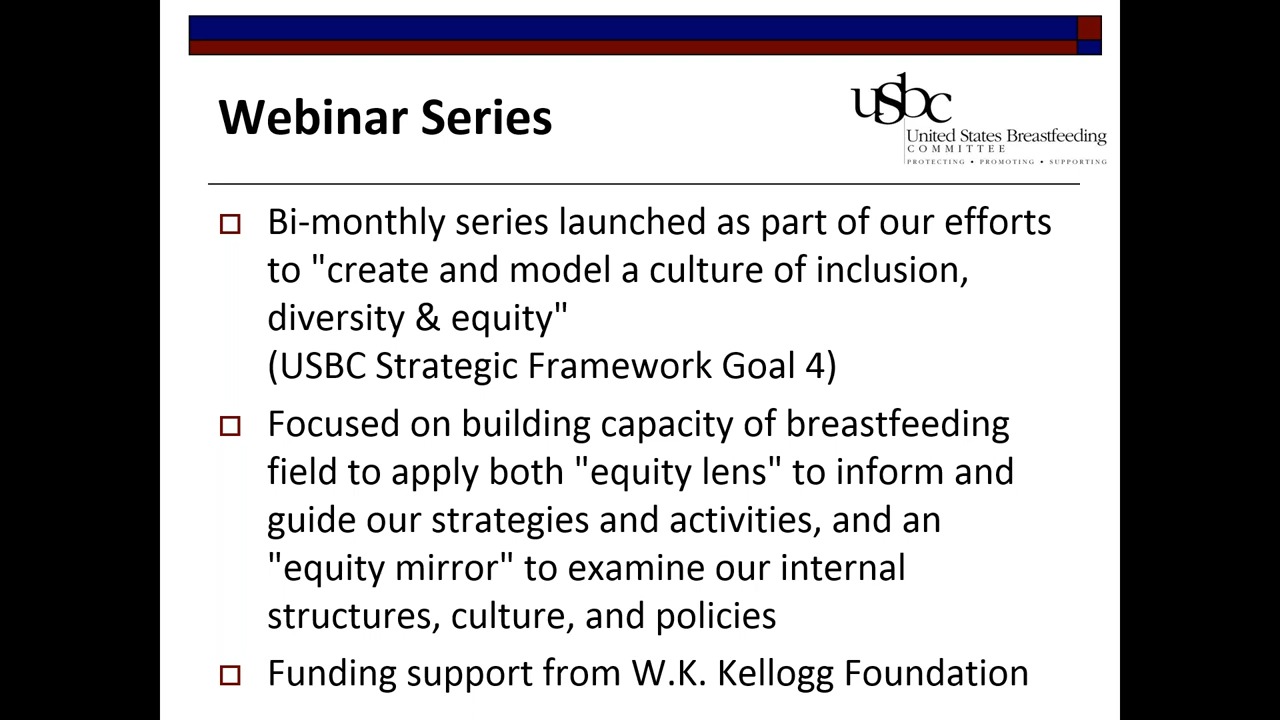 Webinar Series
usbc
United States Breastfeeding
COMMITTEE
PROTECTING • PROMOTING • SUPPORTING
Bi-monthly series launched as part of our efforts
to "create and model a culture of inclusion,
diversity & equity"
(USBC Strategic Framework Goal 4)
Focused on building capacity of breastfeeding
field to apply both "equity lens" to inform and
guide our strategies and activities, and an
"equity mirror" to examine our internal
structures, culture, and policies
Funding support from W.K. Kellogg Foundation